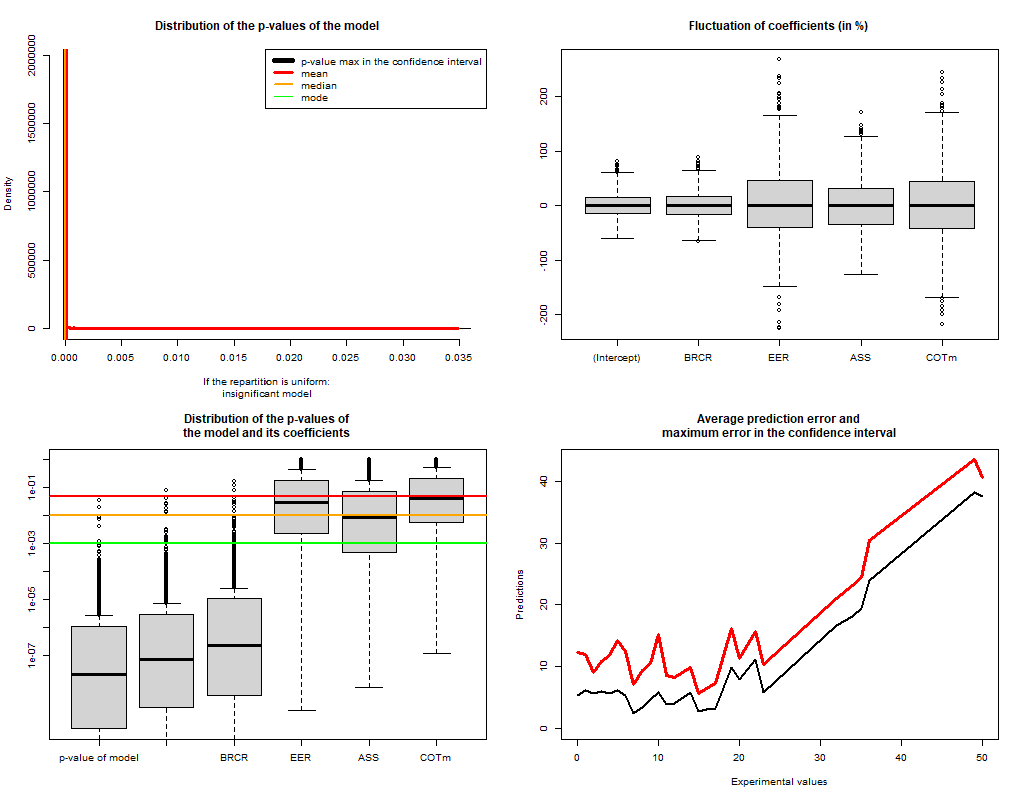 Distribution of the p-values of the model
Density
2000000
1500000
1000000
500000
0
p-value max in the confidence interval
mean
median
mode
0.000 0.005 0.010 0.015 0.020 0.025 0.030 0.035
If the repartition is uniform:
insignificant model
Fluctuation of coefficients (in %)
200
100
0
-100
-200
(Intercept) BRCR EER ASS COTm
Distribution of the p-values of
the model and its coefficients
1e-01
1e-03
1e-05
1e-07
p-value of model BRCR EER ASS COTm
Average prediction error and
maximum error in the confidence interval
Predictions
40
30
20
10
0
0 10 20 30 40 50
Experimental values